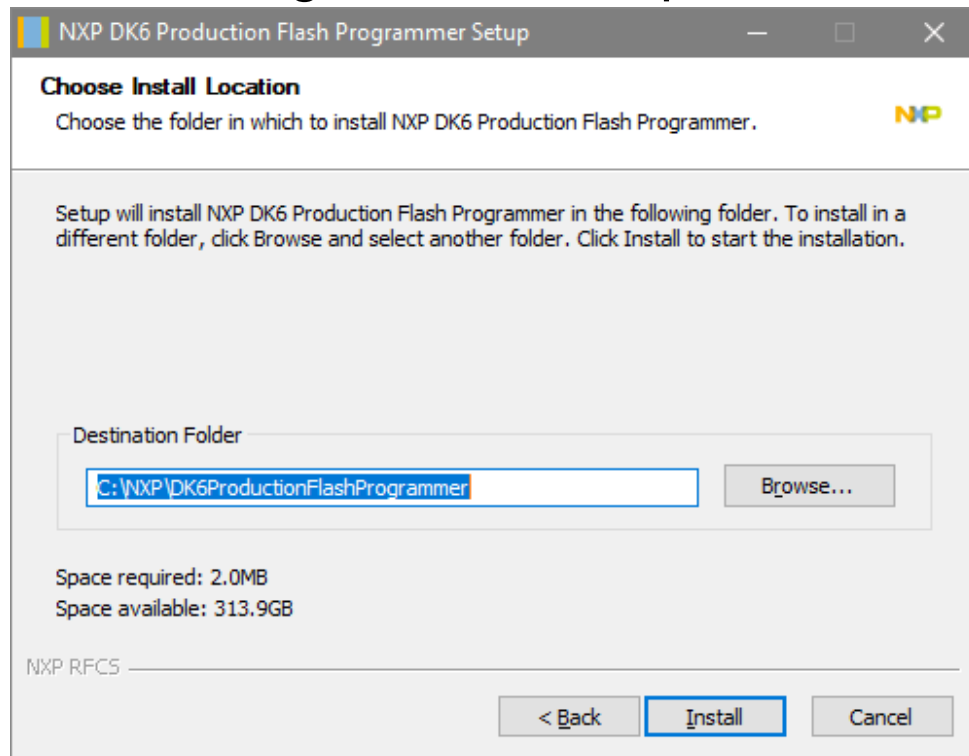 NXP DK6 Production Flash Programmer Setup
Choose Install Location
Choose the folder in which to install NXP DK6 Production Flash Programmer.
NXP
Setup will install NXP DK6 Production Flash Programmer in the following folder. To install in a
different folder, click Browse and select another folder. Click Install to start the installation.
Destination Folder
C:\NXP\DK6ProductionFlashProgrammer
Browse...
Space required: 2.0MB
Space available: 313.9GB
NXP RFCS
< Back
Install
Cancel